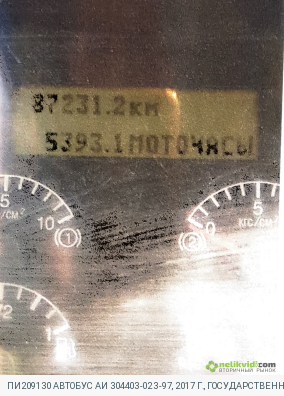 87231.2км
5393.1МОТОЧАСЫ
5
/СМ²
10
1
5
КГС/СМ²
0
2
nelikvidi.com
ВТОРИЧНЫЙ РЫНОК
ПИ209130 АВТОБУС АИ 304403-023-97, 2017 Г., ГОСУДАРСТВЕНН